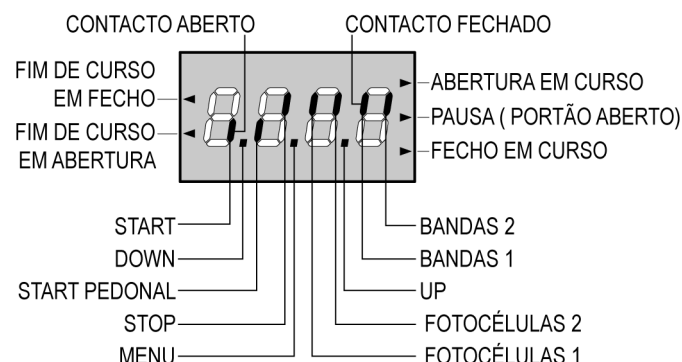 CONTACTO ABERTO
CONTACTO FECHADO
FIM DE CURSO
EM FECHO
FIM DE CURSO
EM ABERTURA
ABERTURA EM CURSO
PAUSA ( PORTÃO ABERTO)
FECHO EM CURSO
START
DOWN
START PEDONAL
STOP
MENU
BANDAS 2
BANDAS 1
UP
FOTOCÉLULAS 2
FOTOCÉLULAS 1